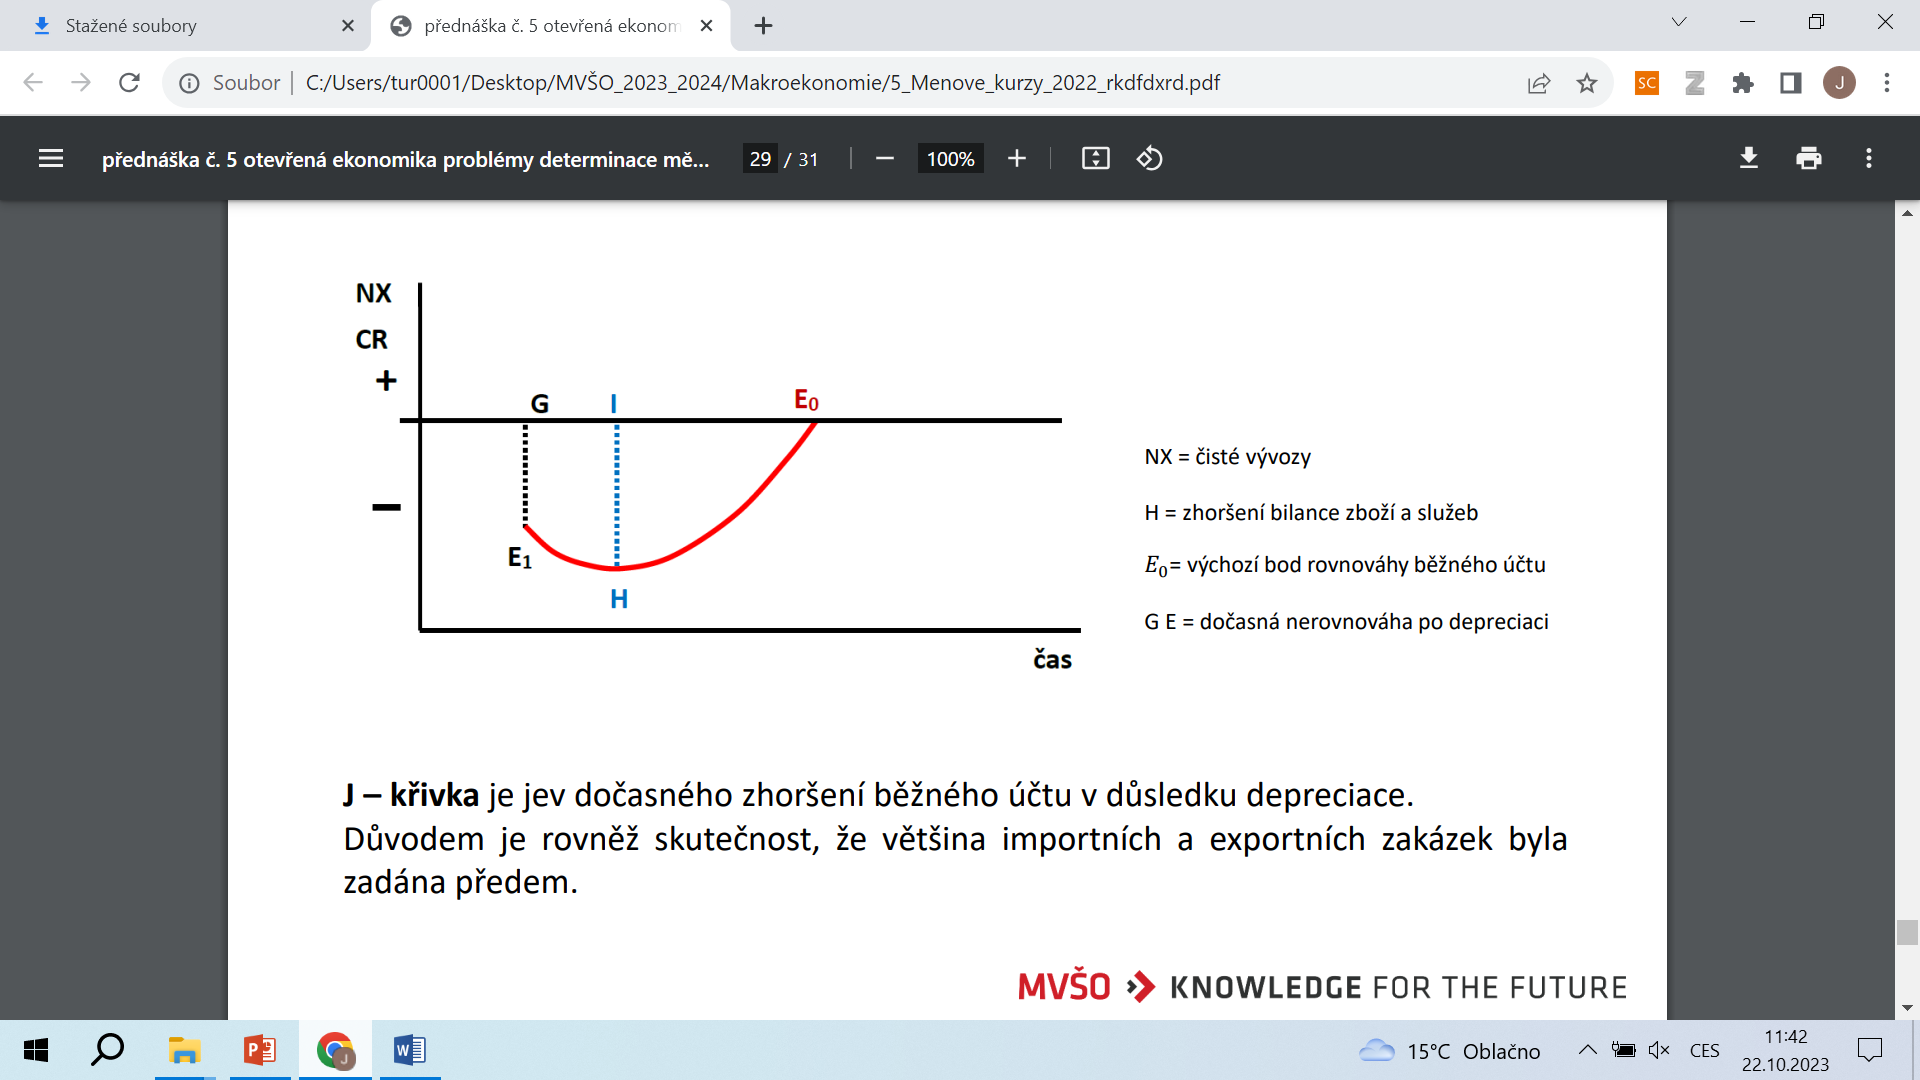 Stažené soubory
přednáška č. 5 otevřená ekonom
Soubor
C:/Users/tur0001/Desktop/MVŠO_2023_2024/Makroekonomie/5_Menove_kurzy_2022_rkdfdxrd.pdf
SC
J
přednáška č. 5 otevřená ekonomika problémy determinace mě...
29 / 31
100%
NX
CR
+
G
I
E0
−
E1
H
čas
NX = čisté vývozy
H = zhoršení bilance zboží a služeb
E0= výchozí bod rovnováhy běžného účtu
G E = dočasná nerovnováha po depreciaci
J – křivka je jev dočasného zhoršení běžného účtu v důsledku depreciace.
Důvodem je rovněž skutečnost, že většina importních a exportních zakázek byla
zadána předem.
MVŠO KNOWLEDGE FOR THE FUTURE
15°C Oblačno
CES
11:42
22.10.2023